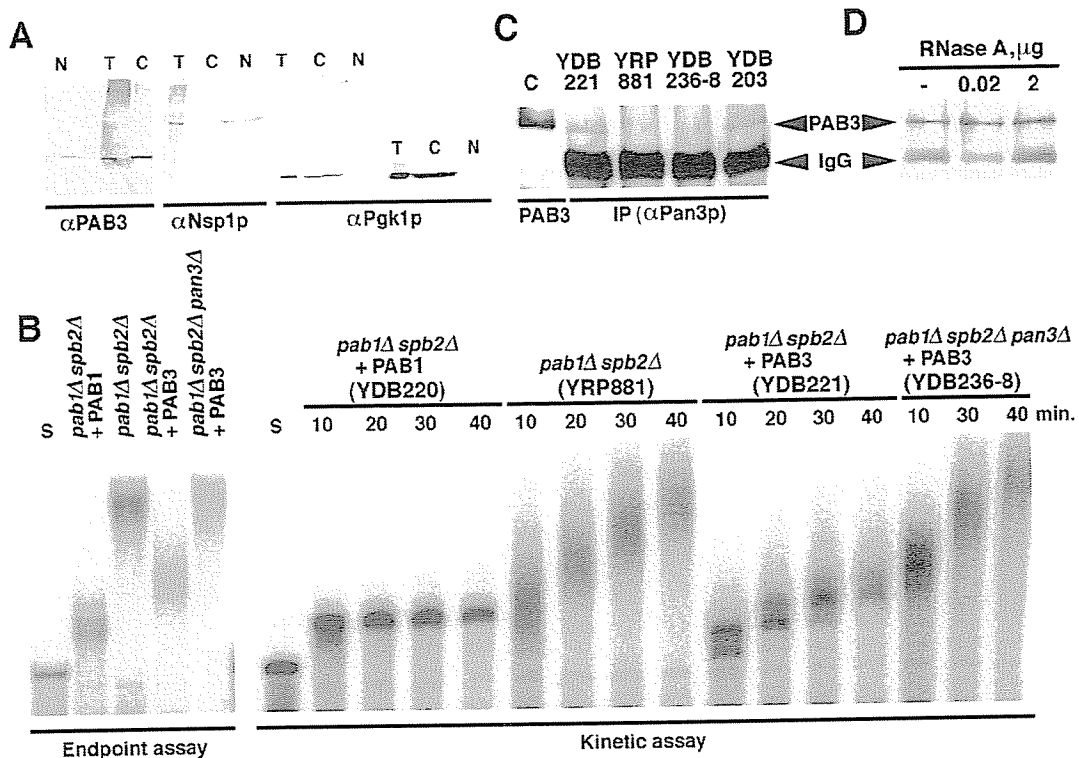 A
N T C T C N T C N
T C N
αPAB3 αNsp1p αPgk1p
C
C YDB 221 YRP 881 YDB 236-8 YDB 203
PAB3 IP (αPan3p)
PAB3
IgG
D
RNase A,µg
- 0.02 2
B
S
pab1Δ spb2Δ + PAB1
pab1Δ spb2Δ
pab1Δ spb2Δ + PAB3
pab1Δ spb2Δ pan3Δ + PAB3
Endpoint assay
pab1Δ spb2Δ
+ PAB1
(YDB220)
pab1Δ spb2Δ
(YRP881)
pab1Δ spb2Δ
+ PAB3
(YDB221)
pab1Δ spb2Δ pan3Δ
+ PAB3
(YDB236-8)
S 10 20 30 40 10 20 30 40 10 20 30 40 10 30 40 min.
Kinetic assay